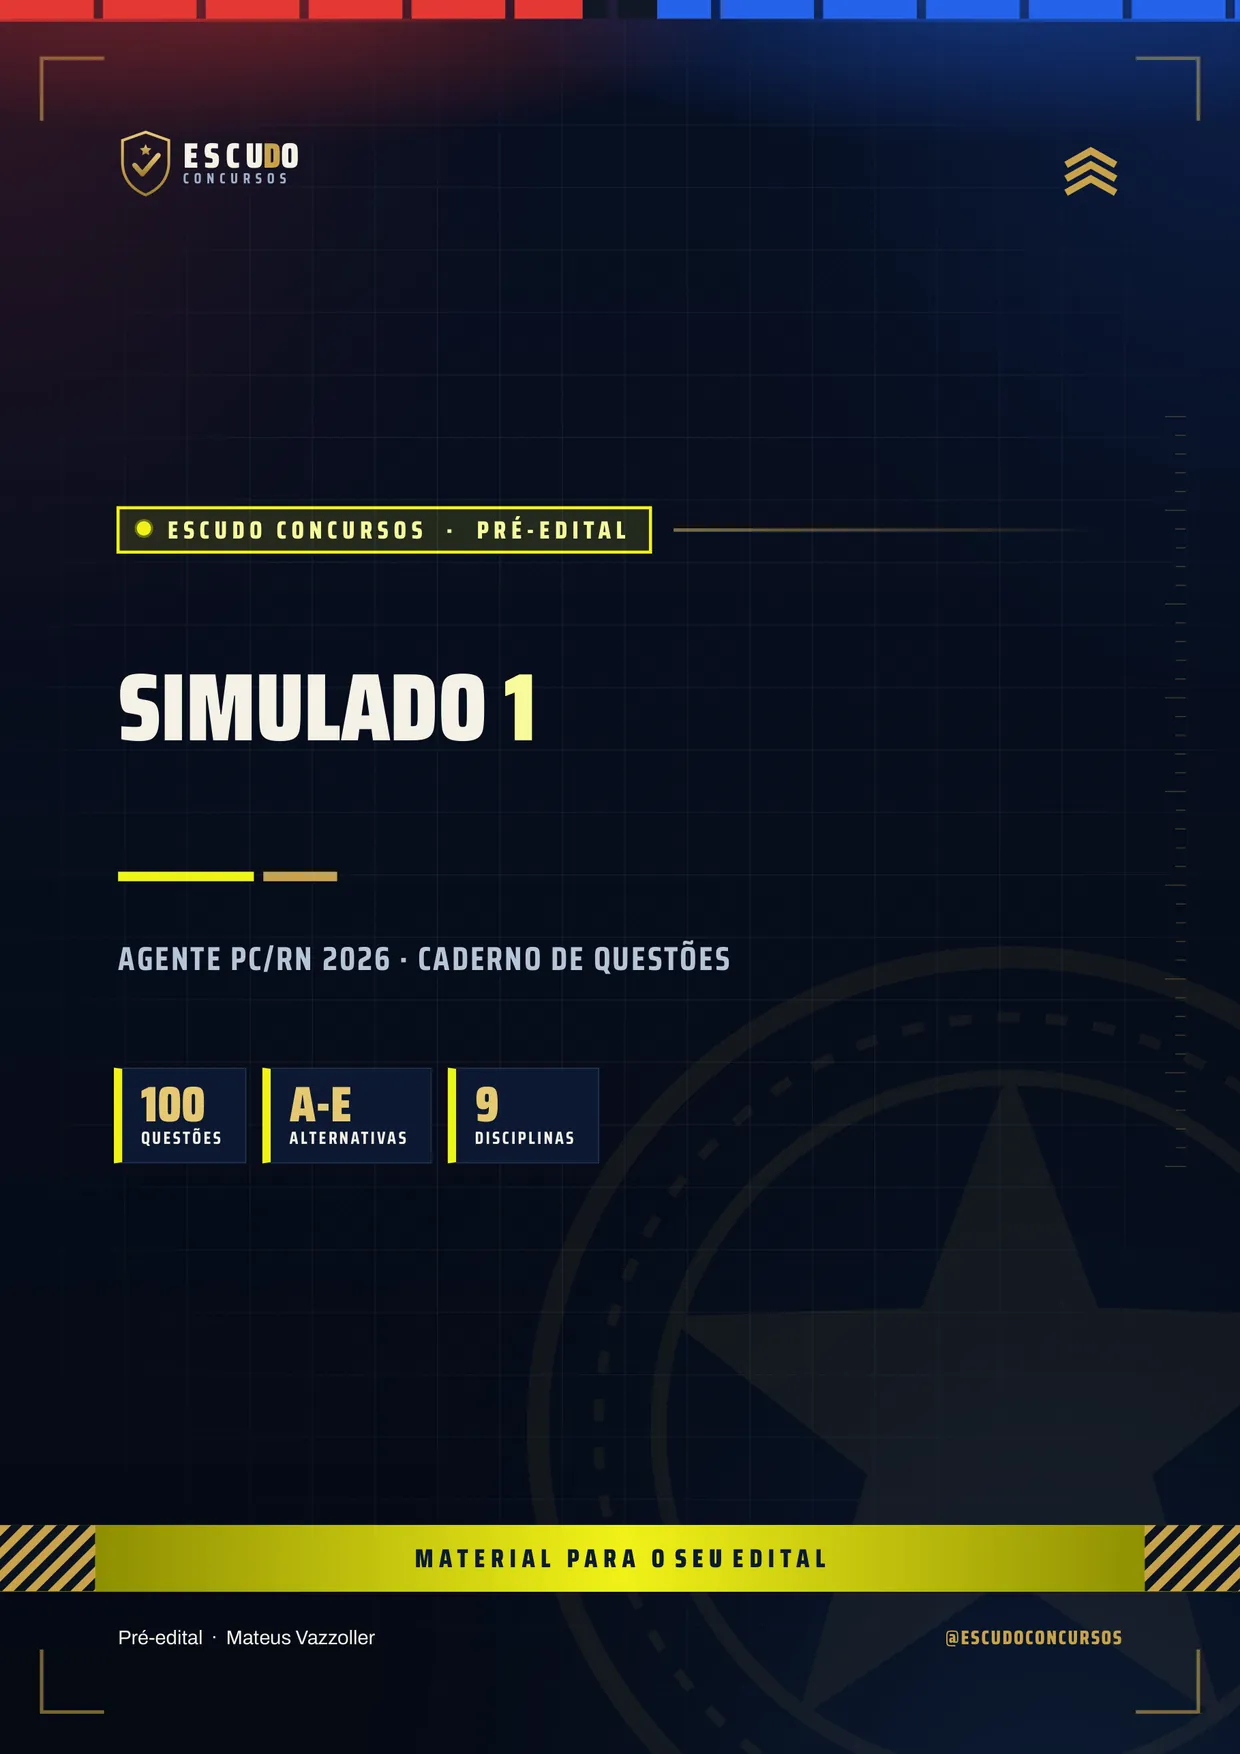 ESCUDO
CONCURSOS
ESCUDO CONCURSOS · PRÉ-EDITAL
SIMULADO 1
AGENTE PC/RN 2026 · CADERNO DE QUESTÕES
100
QUESTÕES
A-E
ALTERNATIVAS
9
DISCIPLINAS
MATERIAL PARA O SEU EDITAL
Pré-edital · Mateus Vazzoller
@ESCUDOCONCURSOS